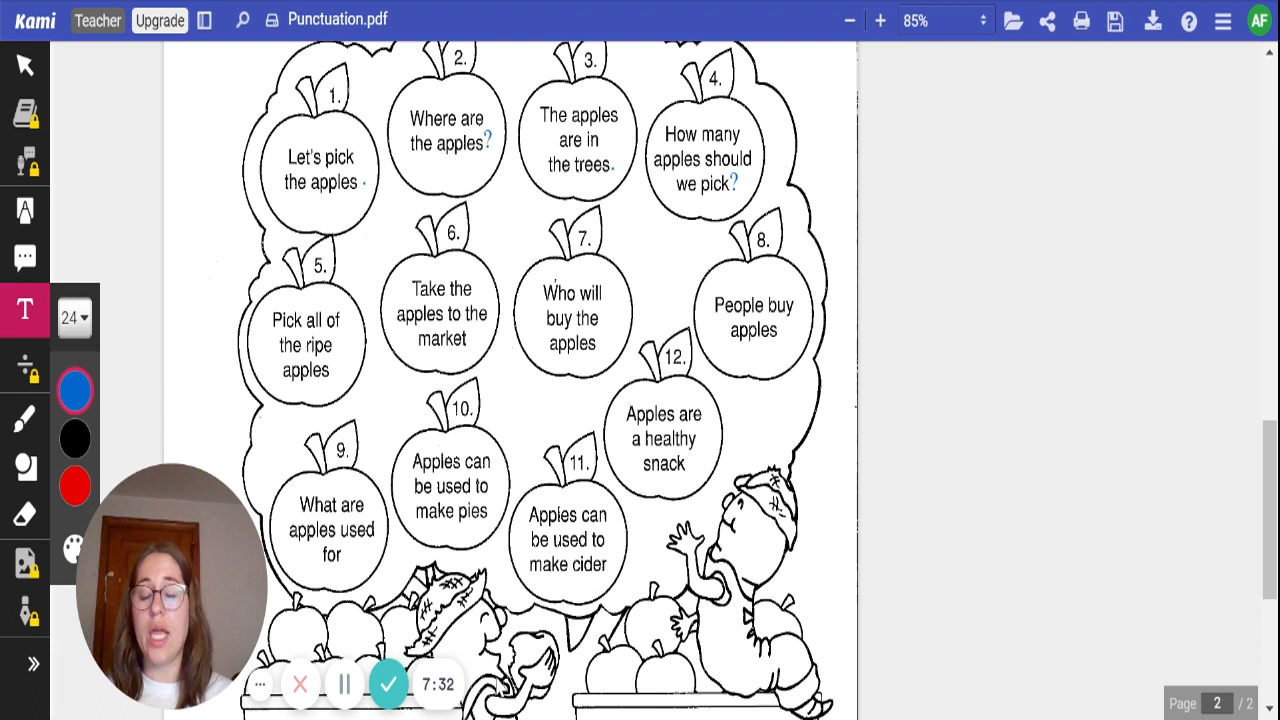 Kami Teacher Upgrade Punctuation.pdf 85% AF
1.
Let's pick
the apples .
2.
Where are
the apples?
3.
The apples
are in
the trees.
4.
How many
apples should
we pick?
5.
Pick all of
the ripe
apples
6.
Take the
apples to the
market
7.
Who will
buy the
apples
8.
People buy
apples
9.
What are
apples used
for
10.
Apples can
be used to
make pies
11.
Apples can
be used to
make cider
12.
Apples are
a healthy
snack
T
24
7:32
Page 2 / 2